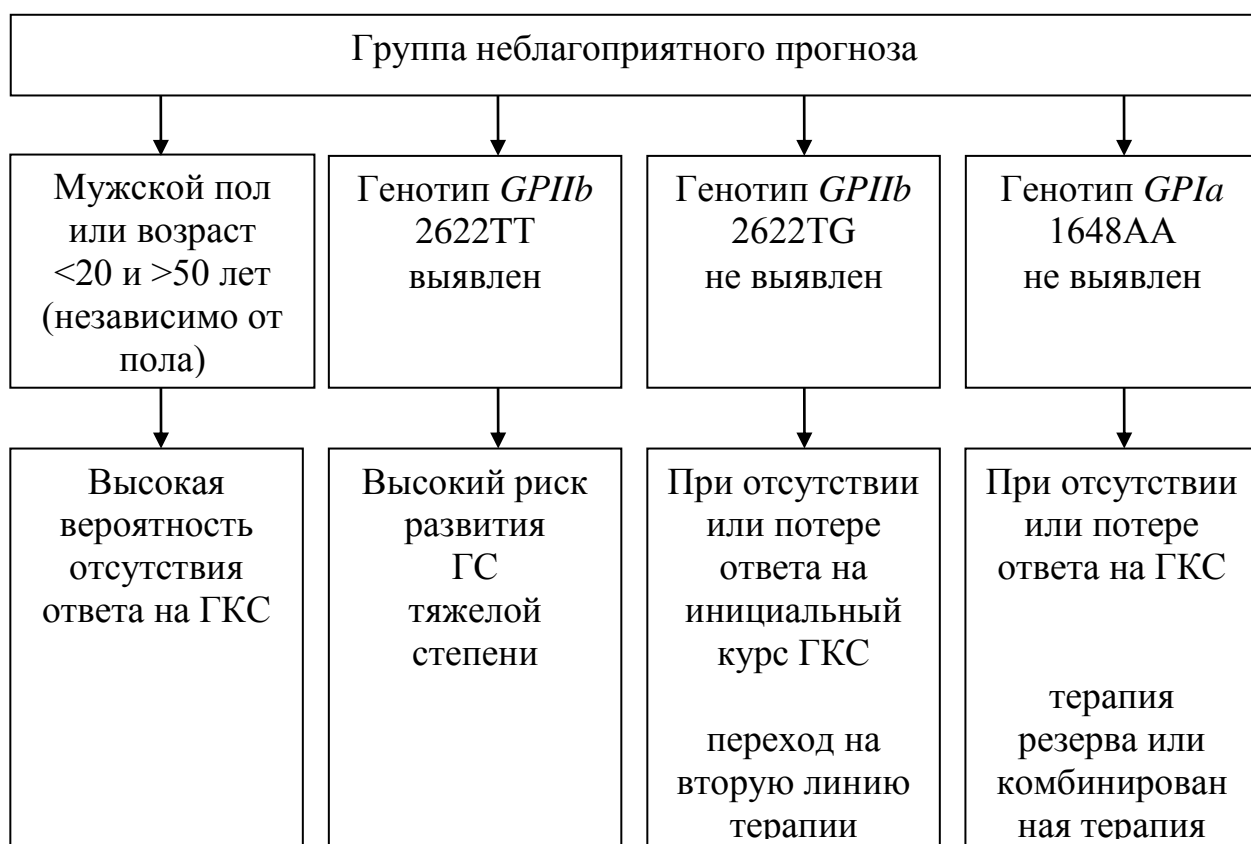 Группа неблагоприятного прогноза
Мужской пол
или возраст
<20 и >50 лет
(независимо от
пола)
Генотип GPIIb
2622TT
выявлен
Генотип GPIIb
2622TG
не выявлен
Генотип GPIa
1648AA
не выявлен
Высокая
вероятность
отсутствия
ответа на ГКС
Высокий риск
развития
ГС
тяжелой
степени
При отсутствии
или потере
ответа на
инициальный
курс ГКС
переход на
вторую линию
терапии
При отсутствии
или потере
ответа на ГКС
терапия
резерва или
комбинирован
ная терапия